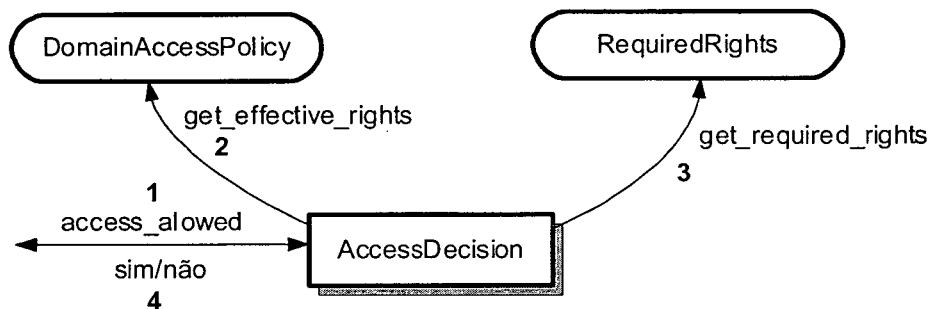 DomainAccessPolicy
RequiredRights
get_effective_rights
2
get_required_rights
3
1
access_alowed
AccessDecision
sim/não
4